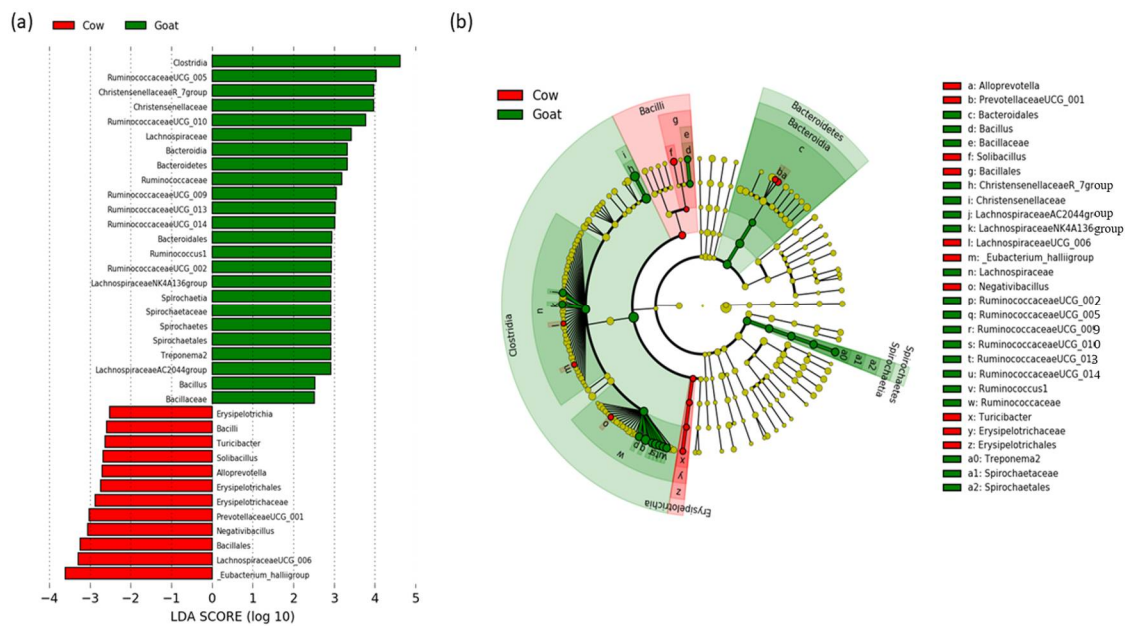 (a)
Cow
Goat
Clostridia
RuminococcaceaeUCG_005
ChristensenellaceaeR_7group
Christensenellaceae
RuminococcaceaeUCG_010
Lachnospiraceae
Bacteroidia
Bacteroidetes
Ruminococcaceae
RuminococcaceaeUCG_009
RuminococcaceaeUCG_013
RuminococcaceaeUCG_014
Bacteroidales
Ruminococcus1
RuminococcaceaeUCG_002
LachnospiraceaeNK4A136group
Spirochaetia
Spirochaetaceae
Spirochaetes
Spirochaetales
Treponema2
LachnospiraceaeAC2044group
Bacillus
Bacillaceae
Erysipelotrichia
Bacilli
Turicibacter
Solibacillus
Alloprevotella
Erysipelotrichales
Erysipelotrichaceae
PrevotellaceaeUCG_001
Negativibacillus
Bacillales
LachnospiraceaeUCG_006
_Eubacterium_halliigroup
−4 −3 −2 −1 0 1 2 3 4 5
LDA SCORE (log 10)
(b)
Cow
Goat
Bacilli
g
e
f
d
i
h
Bacteroidetes
Bacteroidia
c
b
a
Clostridia
n
j
k
l
m
o
w
p
q
r
s
t
u
v
x
y
z
Erysipelotrichia
a0
a1
a2
Spirochaetia
Spirochaetes
a: Alloprevotella
b: PrevotellaceaeUCG_001
c: Bacteroidales
d: Bacillus
e: Bacillaceae
f: Solibacillus
g: Bacillales
h: ChristensenellaceaeR_7group
i: Christensenellaceae
j: LachnospiraceaeAC2044group
k: LachnospiraceaeNK4A136group
l: LachnospiraceaeUCG_006
m: _Eubacterium_halliigroup
n: Lachnospiraceae
o: Negativibacillus
p: RuminococcaceaeUCG_002
q: RuminococcaceaeUCG_005
r: RuminococcaceaeUCG_009
s: RuminococcaceaeUCG_010
t: RuminococcaceaeUCG_013
u: RuminococcaceaeUCG_014
v: Ruminococcus1
w: Ruminococcaceae
x: Turicibacter
y: Erysipelotrichaceae
z: Erysipelotrichales
a0: Treponema2
a1: Spirochaetaceae
a2: Spirochaetales